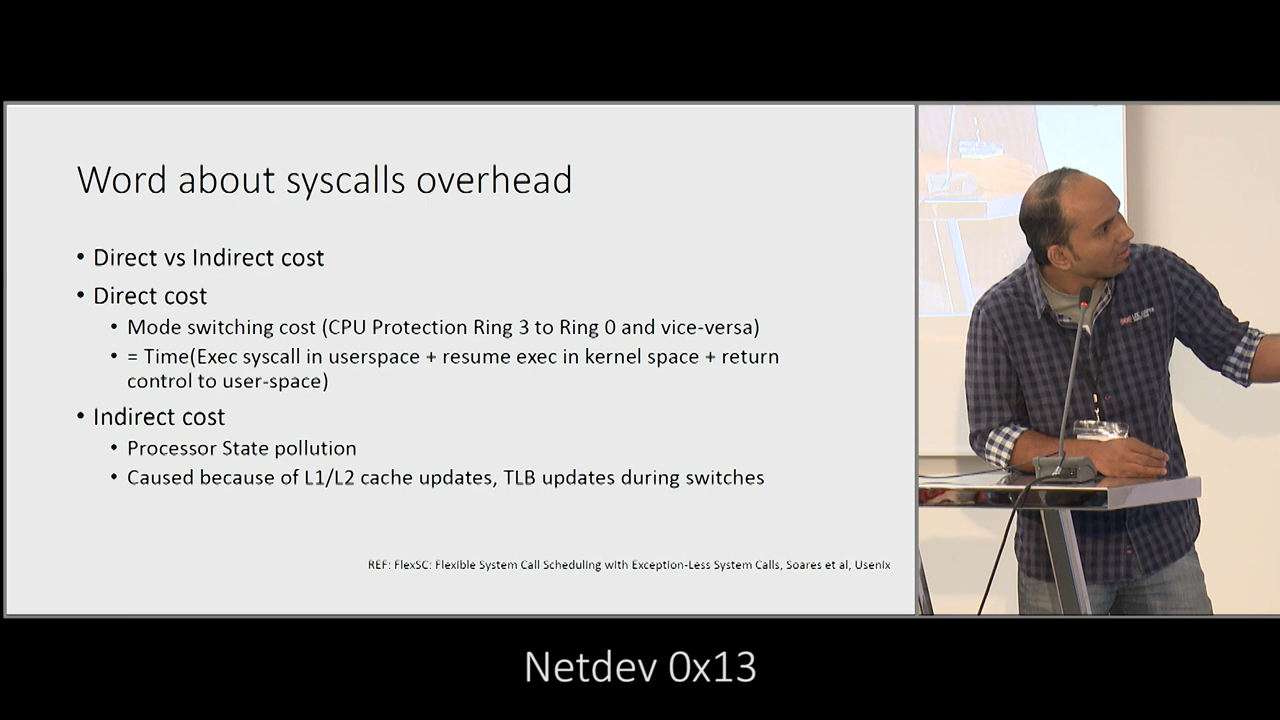 Word about syscalls overhead
• Direct vs Indirect cost
• Direct cost
• Mode switching cost (CPU Protection Ring 3 to Ring 0 and vice-versa)
• = Time(Exec syscall in userspace + resume exec in kernel space + return
control to user-space)
• Indirect cost
• Processor State pollution
• Caused because of L1/L2 cache updates, TLB updates during switches
REF: FlexSC: Flexible System Call Scheduling with Exception-Less System Calls, Soares et al, Usenix
Netdev 0x13